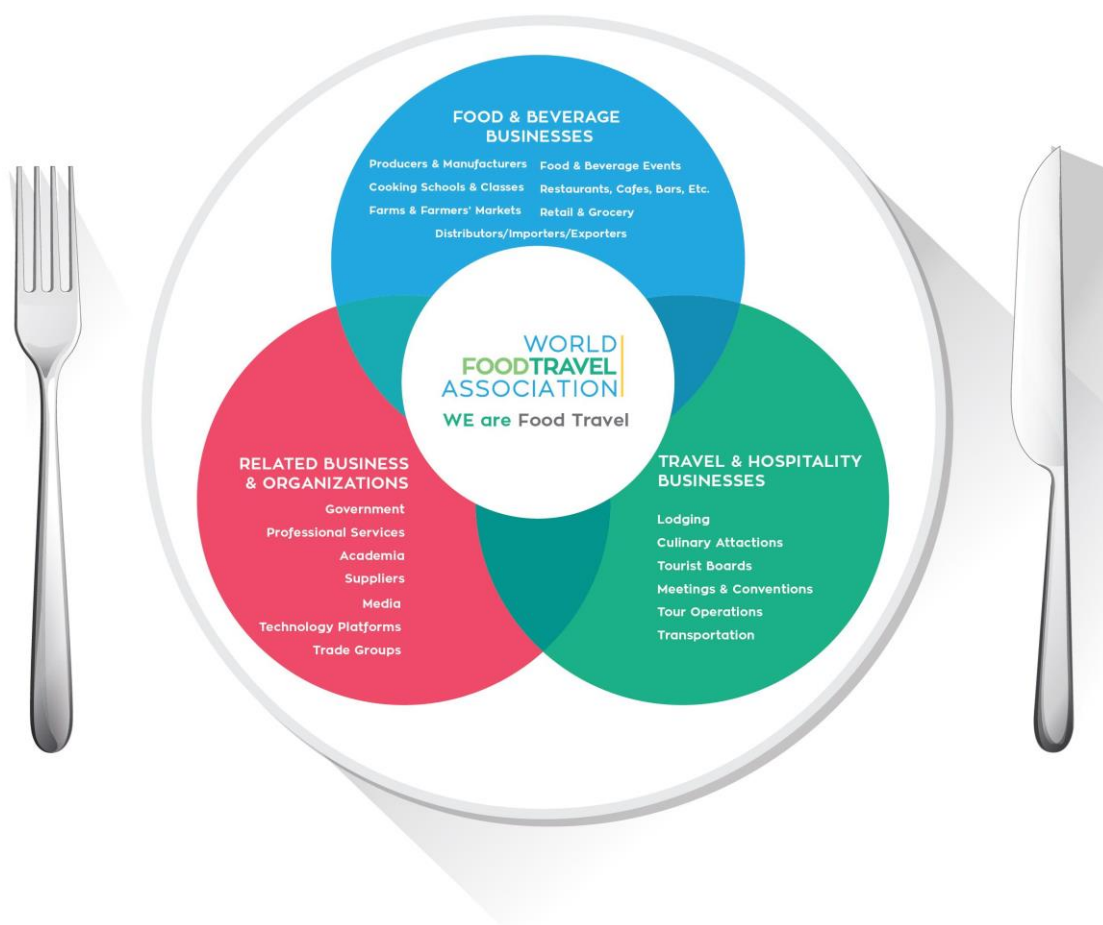 FOOD & BEVERAGE
BUSINESSES
Producers & Manufacturers Food & Beverage Events
Cooking Schools & Classes Restaurants, Cafes, Bars, Etc.
Farms & Farmers' Markets Retail & Grocery
Distributors/Importers/Exporters
WORLD
FOODTRAVEL
ASSOCIATION
WE are Food Travel
RELATED BUSINESS
& ORGANIZATIONS
Government
Professional Services
Academia
Suppliers
Media
Technology Platforms
Trade Groups
TRAVEL & HOSPITALITY
BUSINESSES
Lodging
Culinary Attactions
Tourist Boards
Meetings & Conventions
Tour Operations
Transportation